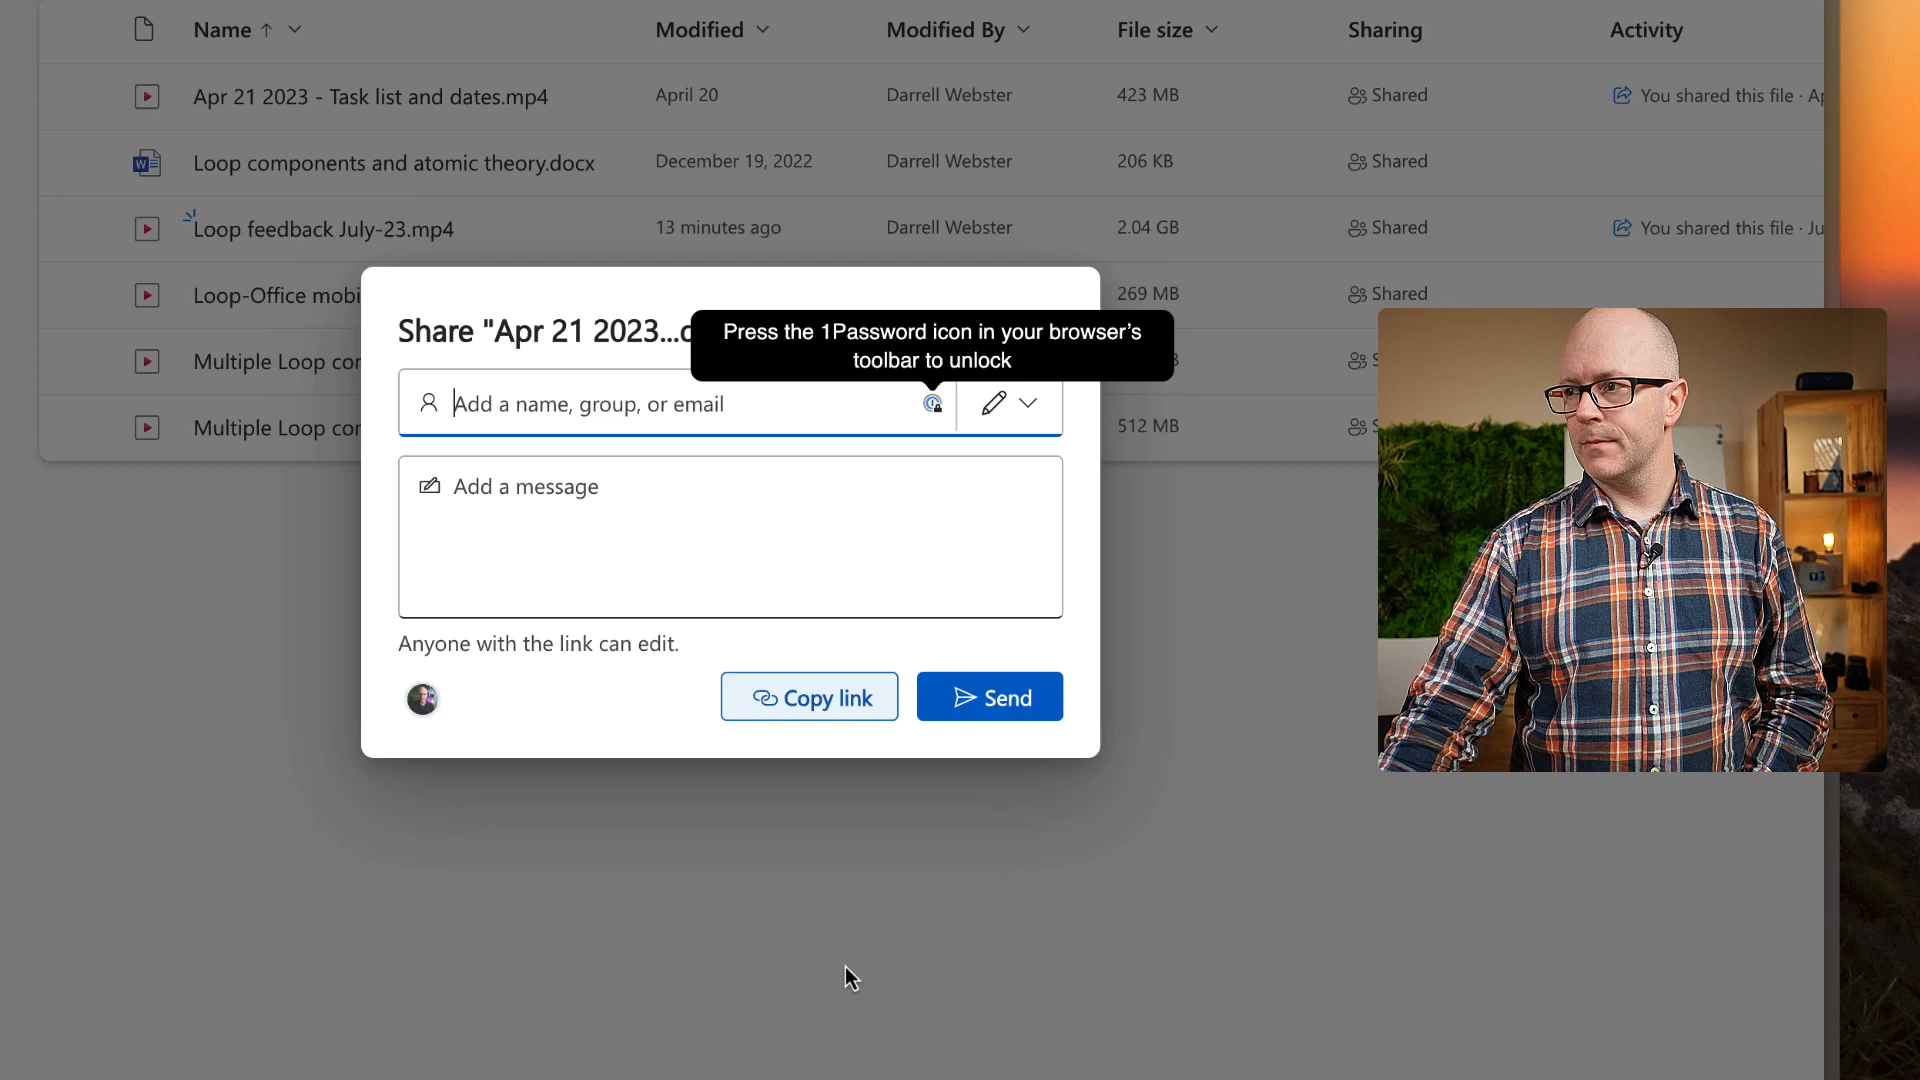 Name Modified Modified By File size Sharing Activity
Apr 21 2023 - Task list and dates.mp4 April 20 Darrell Webster 423 MB Shared You shared this file · Ap
Loop components and atomic theory.docx December 19, 2022 Darrell Webster 206 KB Shared
Loop feedback July-23.mp4 13 minutes ago Darrell Webster 2.04 GB Shared You shared this file · Ju
Loop-Office mobi 269 MB Shared
Multiple Loop cor
Multiple Loop cor 512 MB
Share "Apr 21 2023...
Press the 1Password icon in your browser's
toolbar to unlock
Add a name, group, or email
Add a message
Anyone with the link can edit.
Copy link Send